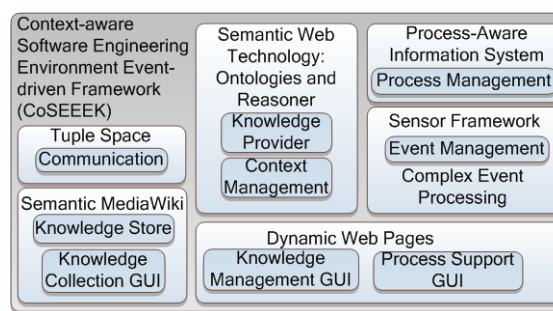 Context-aware
Software Engineering
Environment Event-
driven Framework
(CoSEEEK)
Tuple Space
Communication
Semantic MediaWiki
Knowledge Store
Knowledge
Collection GUI
Semantic Web
Technology:
Ontologies and
Reasoner
Knowledge
Provider
Context
Management
Process-Aware
Information System
Process Management
Sensor Framework
Event Management
Complex Event
Processing
Dynamic Web Pages
Knowledge
Management GUI
Process Support
GUI